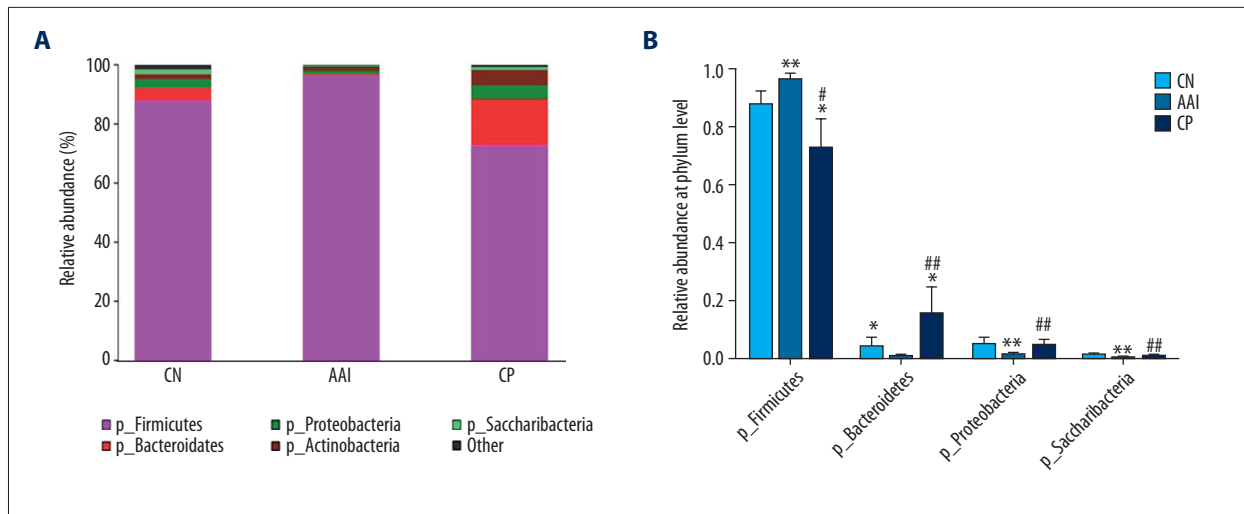 A
Relative abundance (%)
100
80
60
40
20
0
CN
AAI
CP
p_Firmicutes
p_Proteobacteria
p_Saccharibacteria
p_Bacteroidates
p_Actinobacteria
Other
B
Relative abundance at phylum level
1.0
0.8
0.6
0.4
0.2
0.0
**
#
*
*
##
*
**
##
**
##
CN
AAI
CP
p_Firmicutes
p_Bacteroidetes
p_Proteobacteria
p_Saccharibacteria